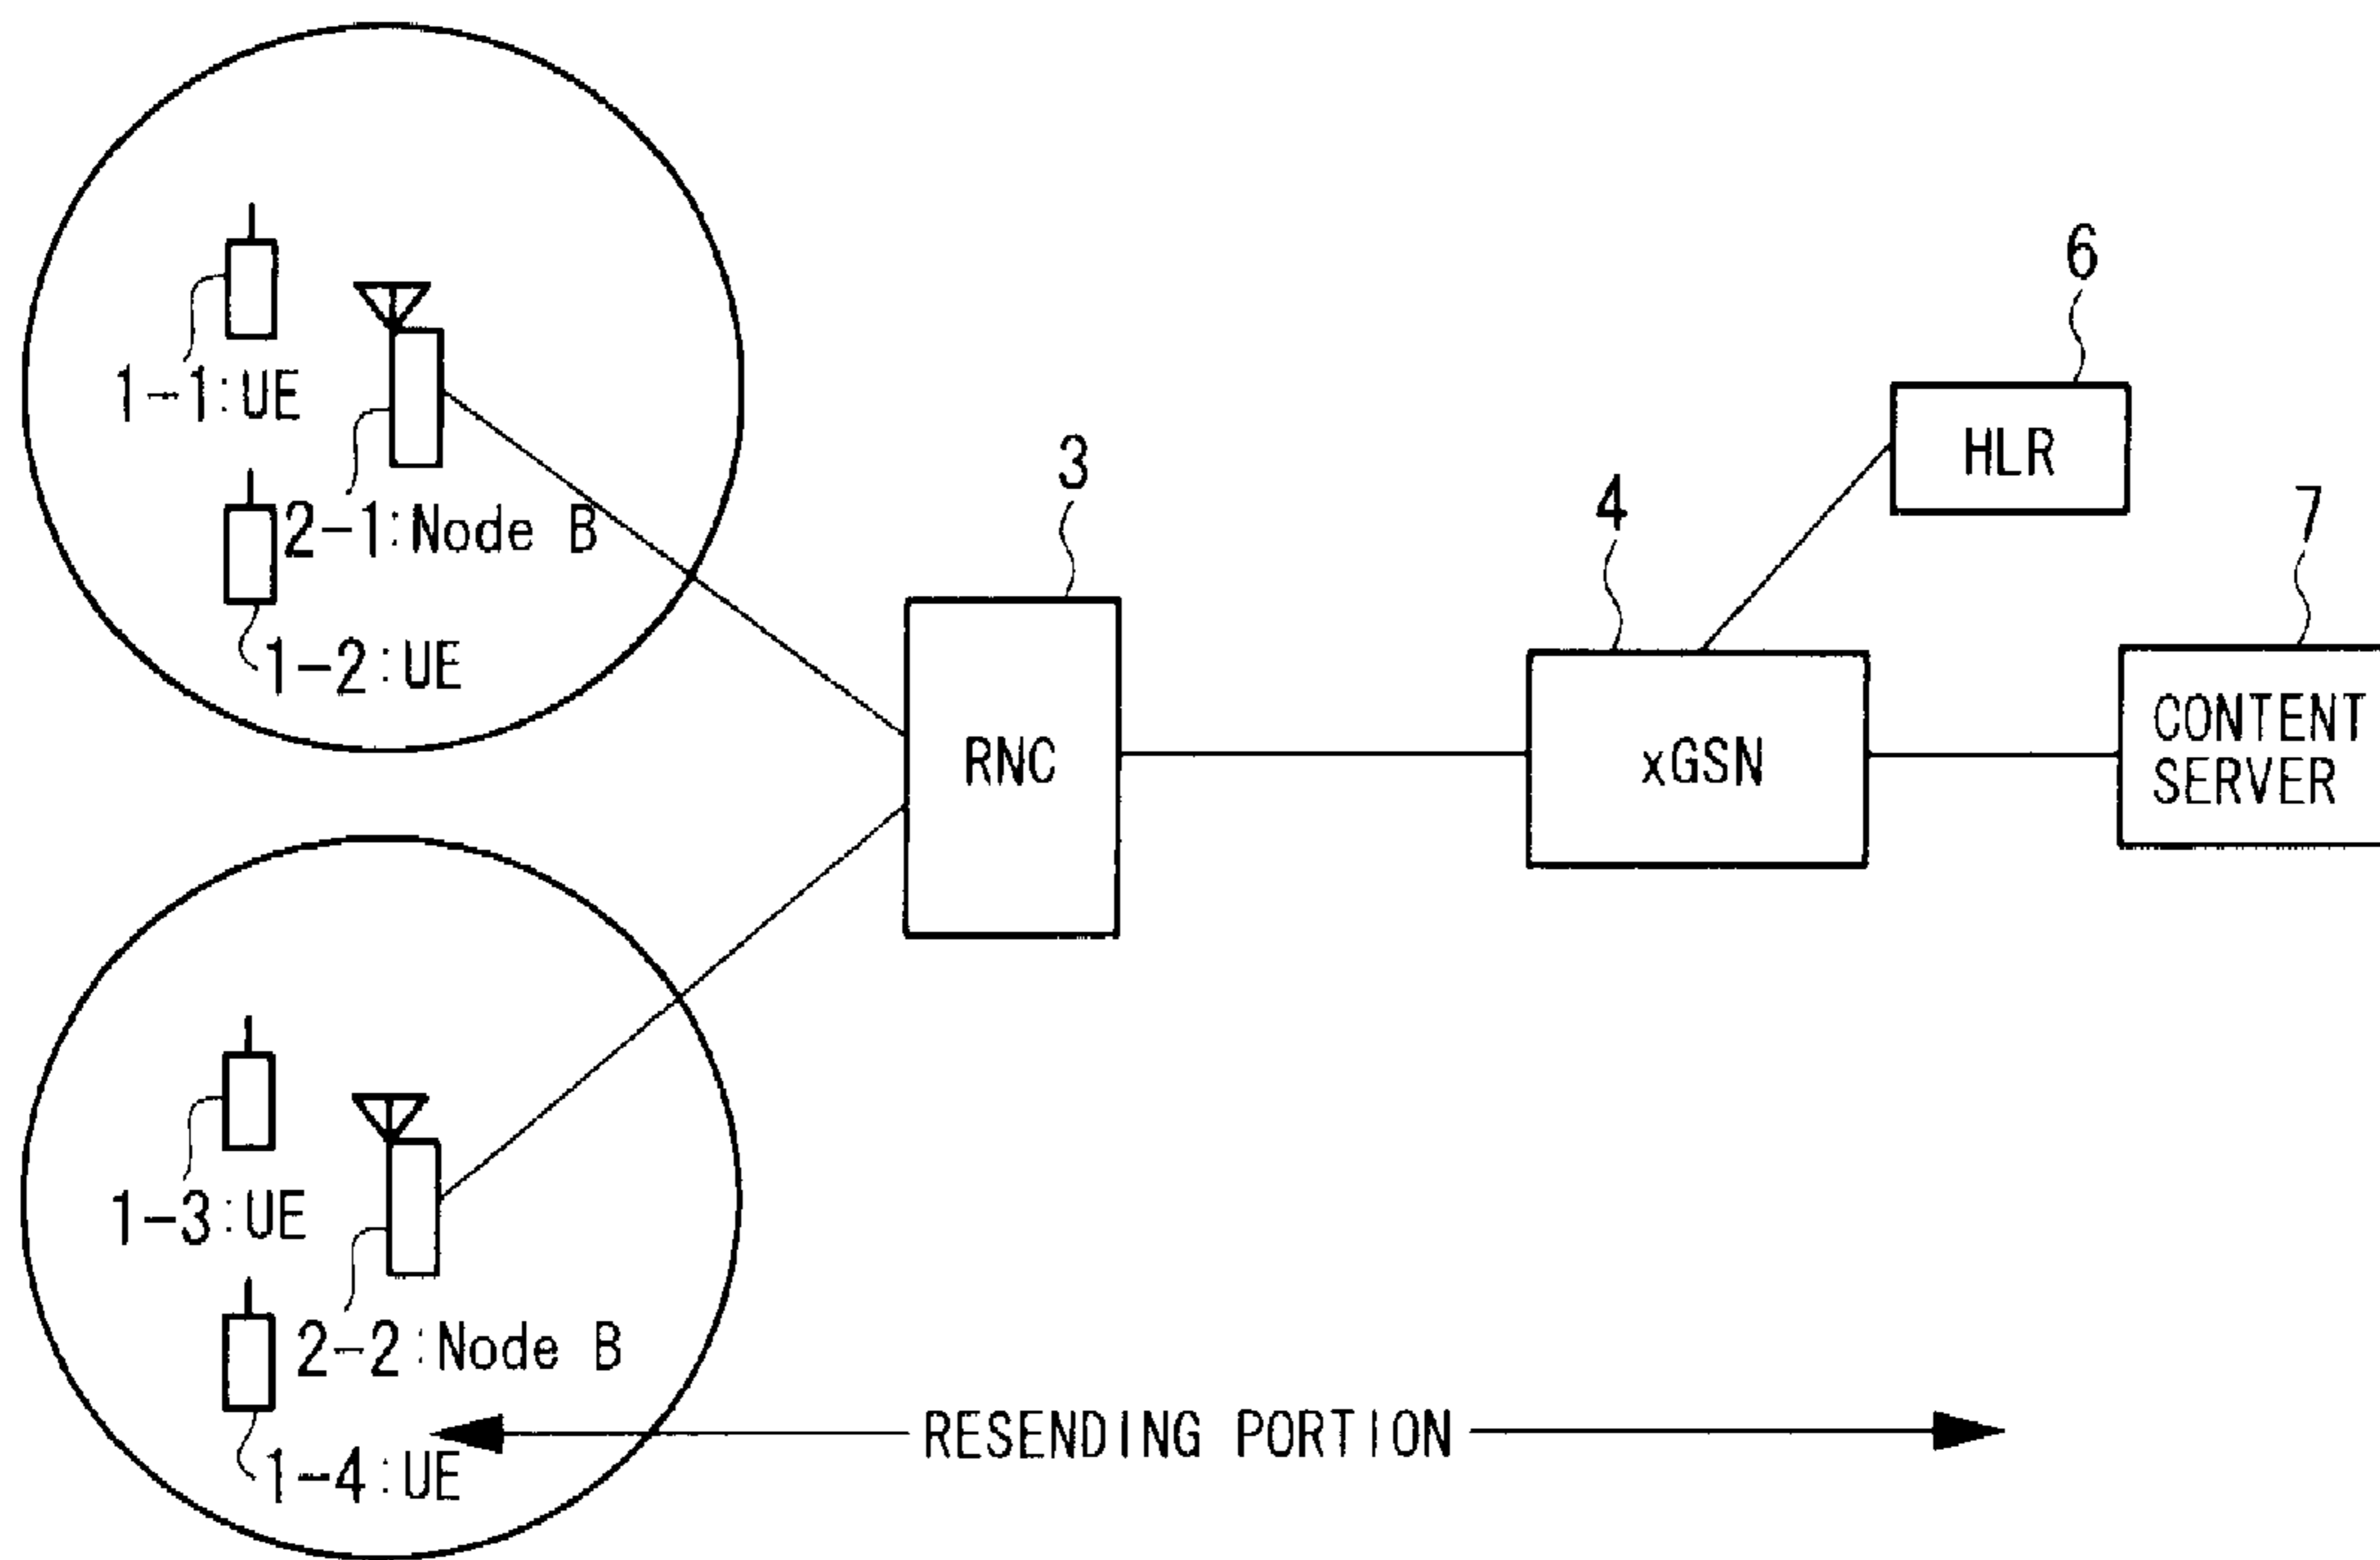 1-1:UE
2-1:Node B
1-2:UE
3
RNC
4
xGSN
6
HLR
7
CONTENT
SERVER
1-3:UE
2-2:Node B
1-4:UE
RESENDING PORTION